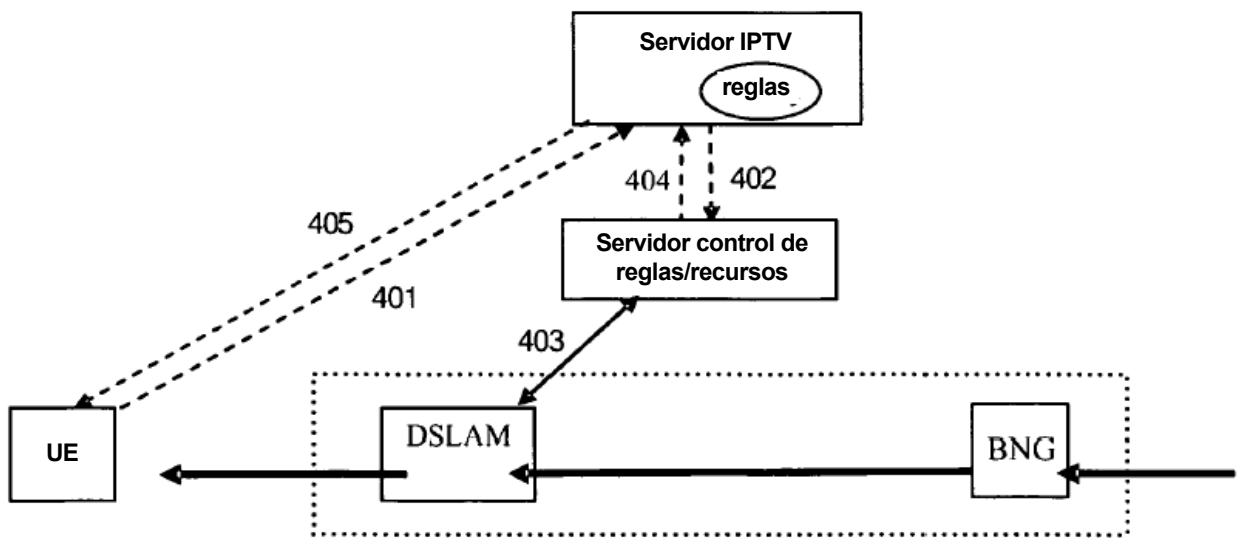 Servidor IPTV
reglas
404
402
405
Servidor control de
reglas/recursos
401
403
DSLAM
BNG
UE